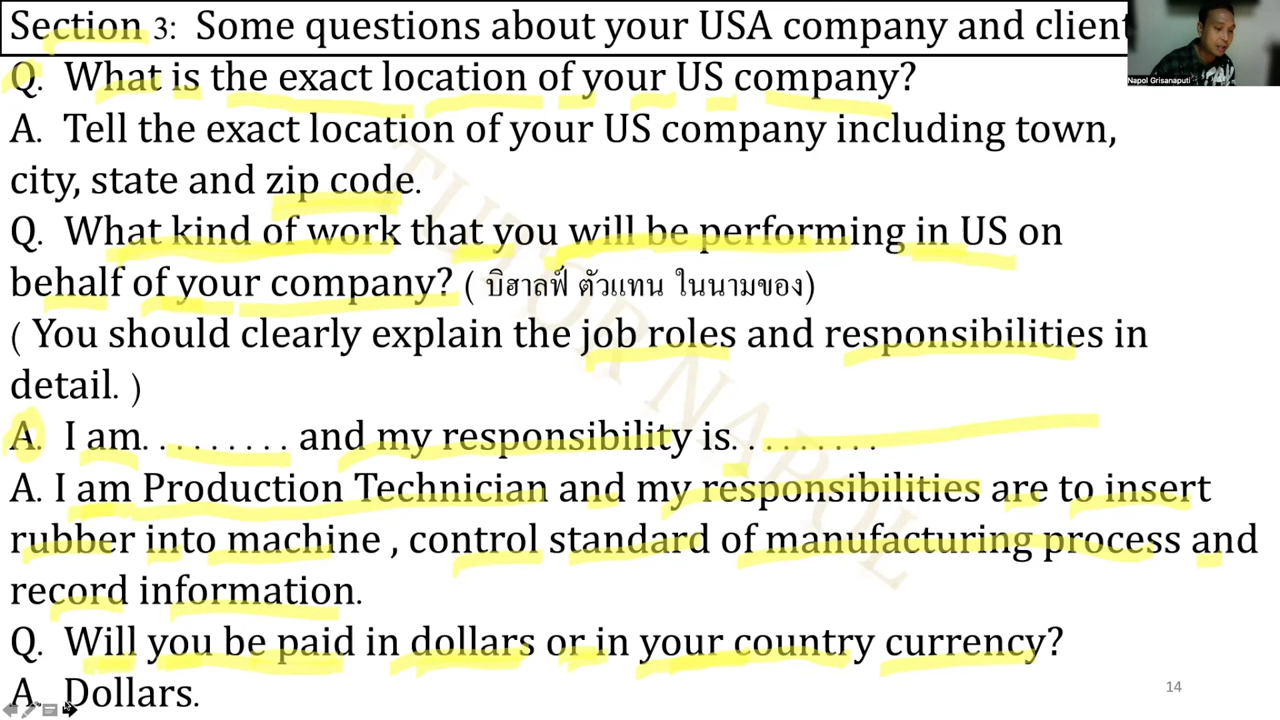 Section 3: Some questions about your USA company and client
Napol Grisanaputi
Q. What is the exact location of your US company?
A. Tell the exact location of your US company including town,
city, state and zip code.
Q. What kind of work that you will be performing in US on
behalf of your company? ( บิฮาลฟ์ ตัวแทน ในนามของ)
( You should clearly explain the job roles and responsibilities in
detail. )
A. I am. . . . . . . . . and my responsibility is. . . . . . . . .
A. I am Production Technician and my responsibilities are to insert
rubber into machine , control standard of manufacturing process and
record information.
Q. Will you be paid in dollars or in your country currency?
A. Dollars.
14
TUTOR NAPOL